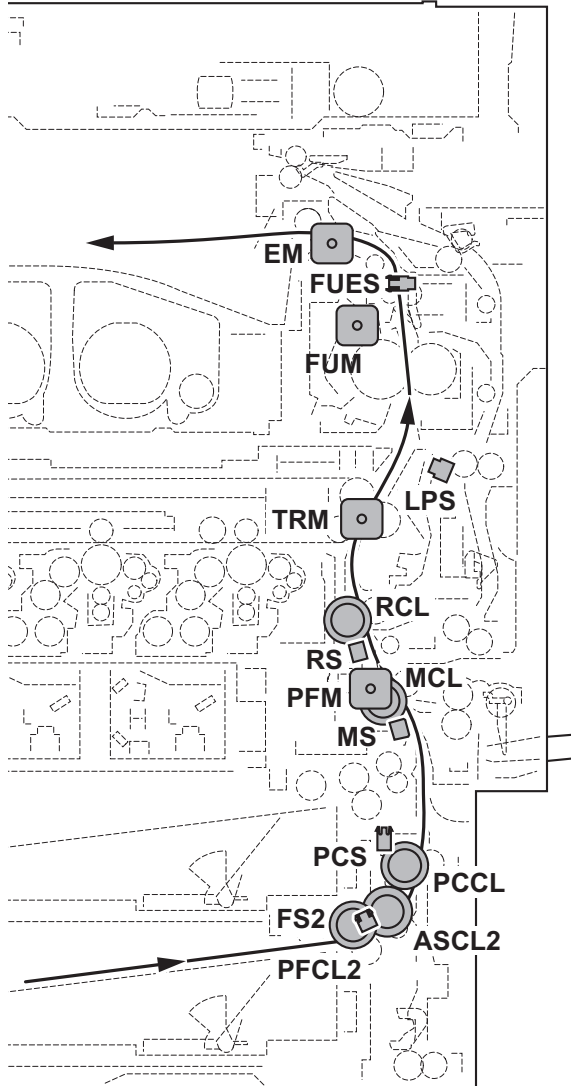 EM
FUES
FUM
LPS
TRM
RCL
RS
MCL
PFM
MS
PCS
PCCL
FS2
ASCL2
PFCL2